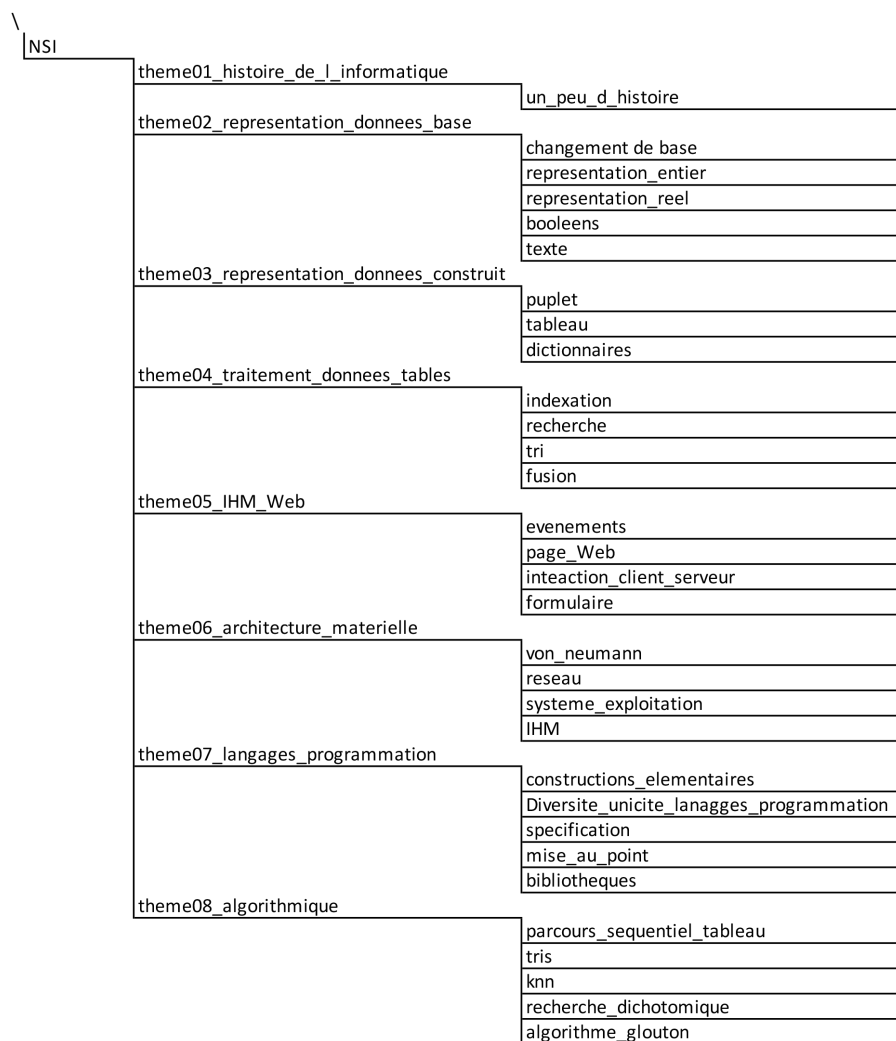 \
NSI
theme01_histoire_de_l_informatique
un_peu_d_histoire
theme02_representation_donnees_base
changement de base
representation_entier
representation_reel
booleens
texte
theme03_representation_donnees_construit
puplet
tableau
dictionnaires
theme04_traitement_donnees_tables
indexation
recherche
tri
fusion
theme05_IHM_Web
evenements
page_Web
inteaction_client_serveur
formulaire
theme06_architecture_materielle
von_neumann
reseau
systeme_exploitation
IHM
theme07_langages_programmation
constructions_elementaires
Diversite_unicite_lanagges_programmation
specification
mise_au_point
bibliotheques
theme08_algorithmique
parcours_sequentiel_tableau
tris
knn
recherche_dichotomique
algorithme_glouton